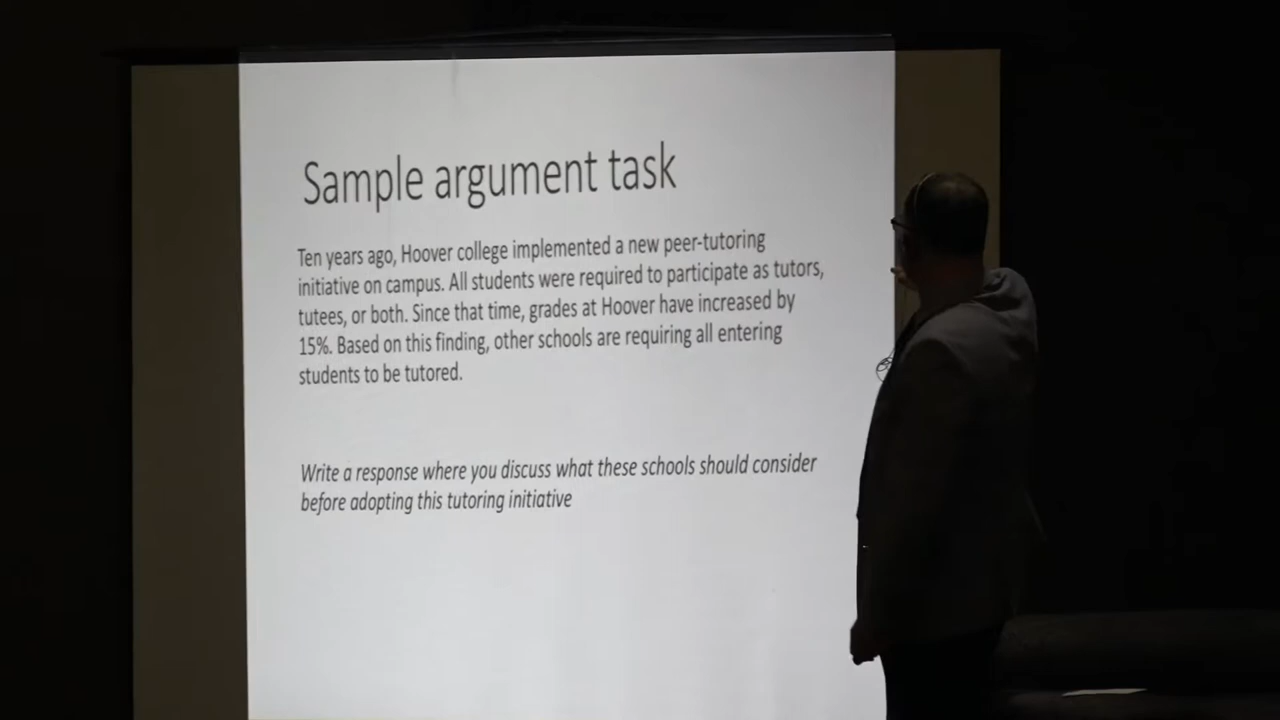 Sample argument task
Ten years ago, Hoover college implemented a new peer-tutoring
initiative on campus. All students were required to participate as tutors,
tutees, or both. Since that time, grades at Hoover have increased by
15%. Based on this finding, other schools are requiring all entering
students to be tutored.
Write a response where you discuss what these schools should consider
before adopting this tutoring initiative